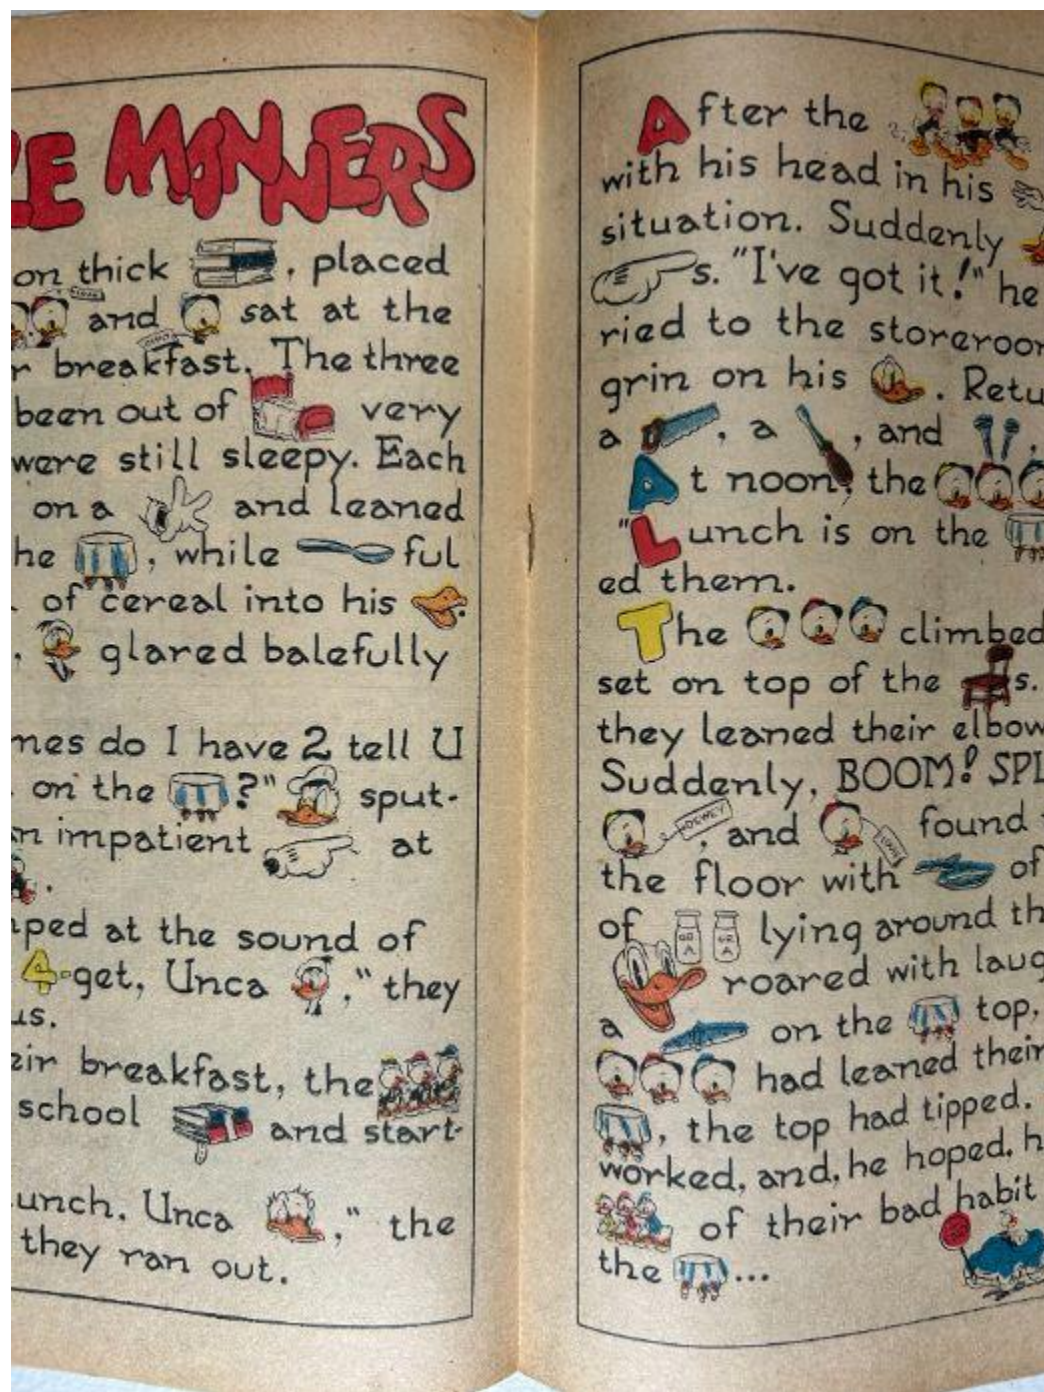 LE MANNERS
on thick , placed
and sat at the
r breakfast. The three
been out of very
were still sleepy. Each
on a and leaned
he , while ful
of cereal into his .
, glared balefully
mes do I have 2 tell U
on the ?" sput-
n impatient at
.
ped at the sound of
4-get, Unca ," they
us.
eir breakfast, the
school and start-
unch, Unca ," the
they ran out.
After the
with his head in his
situation. Suddenly
s. "I've got it!" he
ried to the storeroom
grin on his . Retu
a , a , and ,
At noon, the
"Lunch is on the
ed them.
The climbed
set on top of the s.
they leaned their elbow
Suddenly, BOOM! SPL
DEWEY , and LOUIE found
the floor with of
of GR A GR A lying around th
roared with laug
a on the top,
had leaned their
, the top had tipped.
worked, and, he hoped, h
of their bad habit
the ...